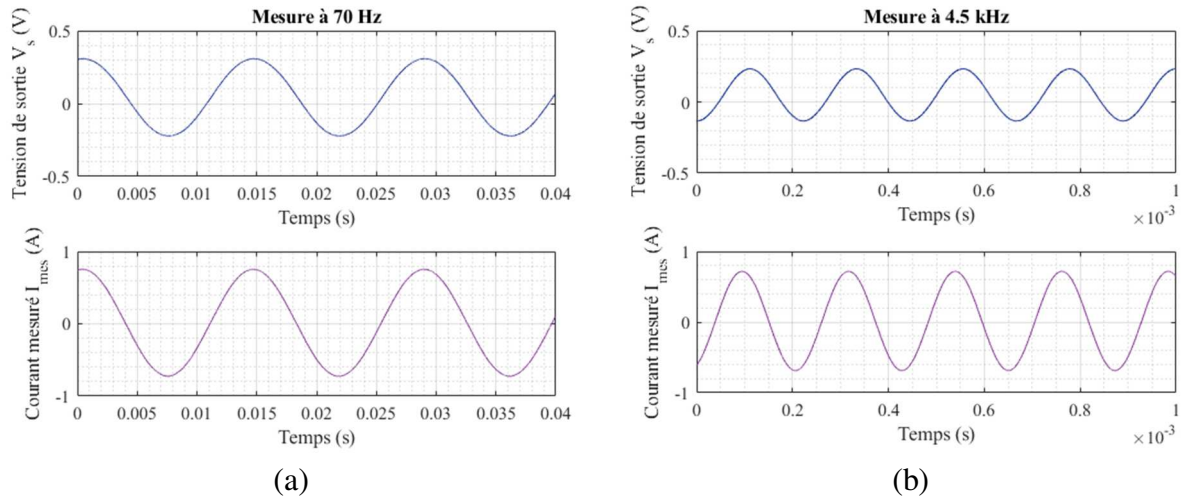 Mesure à 70 Hz
Tension de sortie V_s (V)
0.5
0
-0.5
0 0.005 0.01 0.015 0.02 0.025 0.03 0.035 0.04
Temps (s)
Courant mesuré I_mes (A)
1
0
-1
0 0.005 0.01 0.015 0.02 0.025 0.03 0.035 0.04
Temps (s)
(a)
Mesure à 4.5 kHz
Tension de sortie V_s (V)
0.5
0
-0.5
0 0.2 0.4 0.6 0.8 1
Temps (s)
×10⁻³
Courant mesuré I_mes (A)
1
0
-1
0 0.2 0.4 0.6 0.8 1
Temps (s)
×10⁻³
(b)